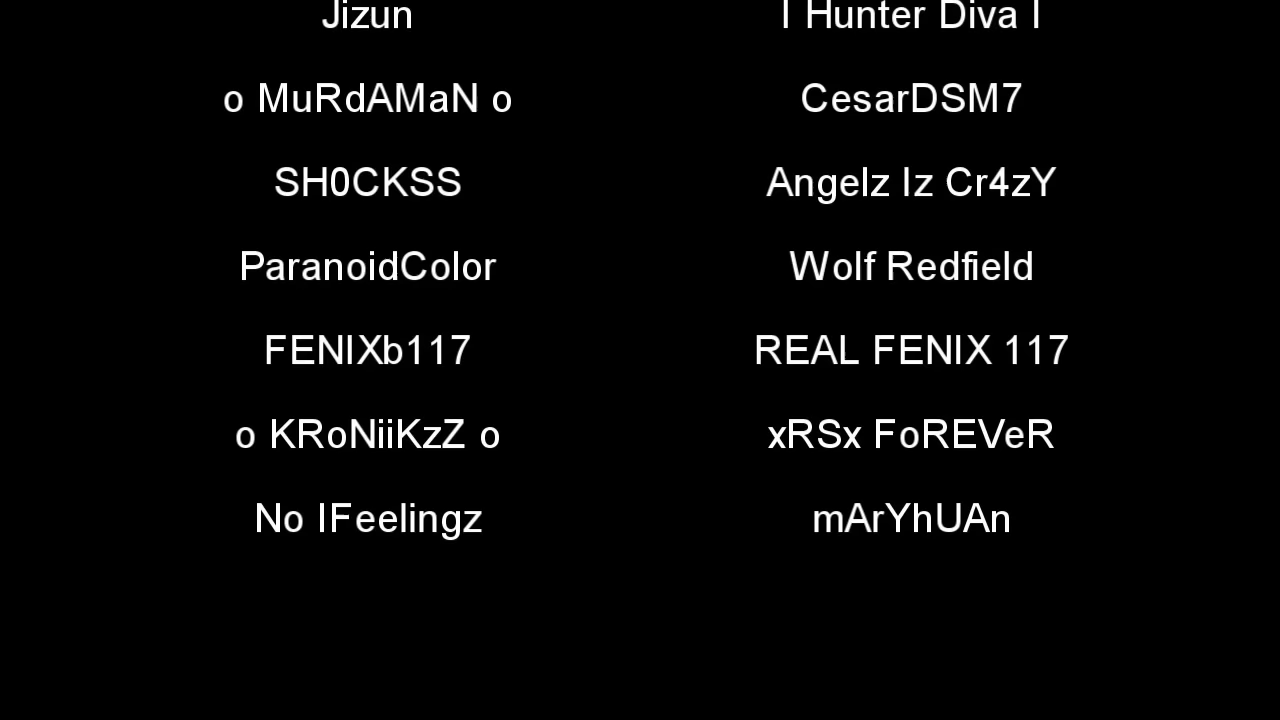 Jizun
I Hunter Diva I
o MuRdAMaN o
CesarDSM7
SH0CKSS
Angelz Iz Cr4zY
ParanoidColor
Wolf Redfield
FENIXb117
REAL FENIX 117
o KRoNiiKzZ o
xRSx FoREVeR
No IFeelingz
mArYhUAn